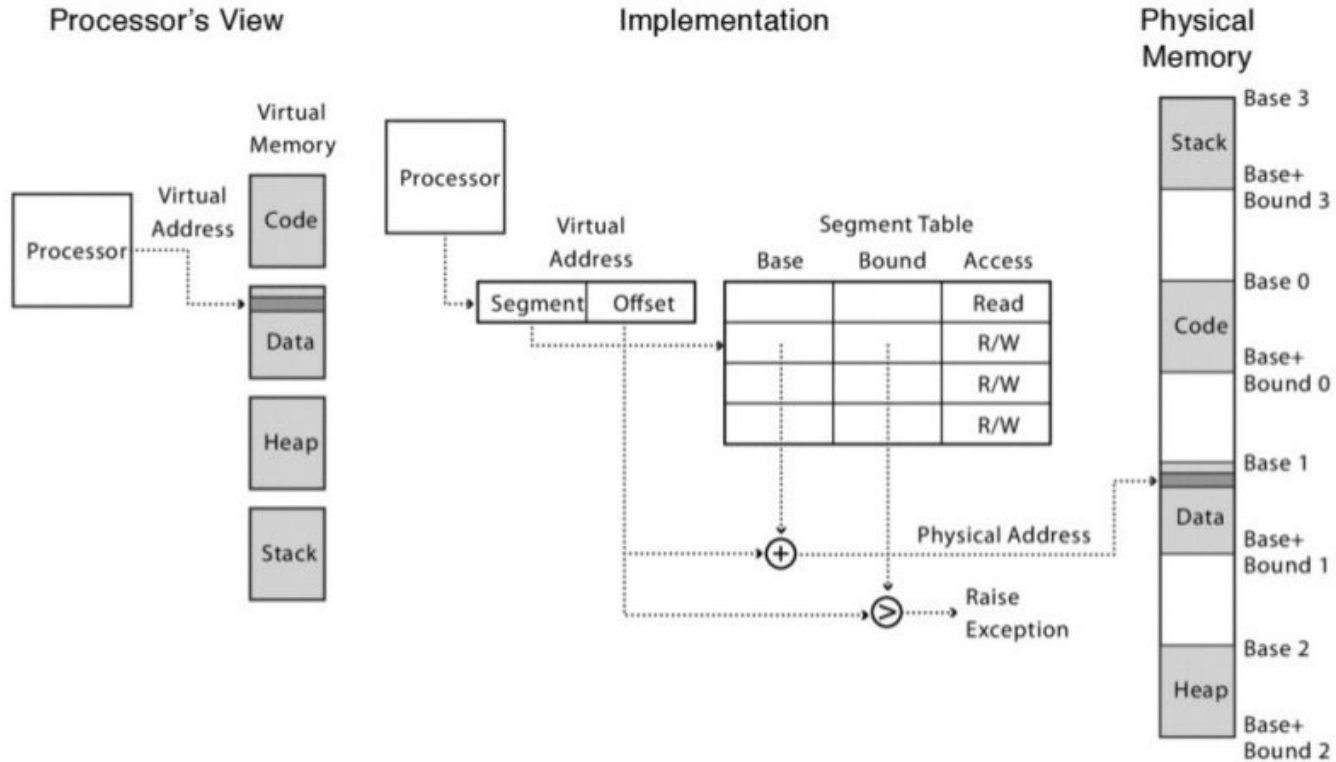 Processor's View
Implementation
Physical
Memory
Virtual
Memory
Processor
Virtual
Address
Code
Data
Heap
Stack
Processor
Virtual
Address
Segment
Offset
Segment Table
Base
Bound
Access
Read
R/W
R/W
R/W
+
Physical Address
>
Raise
Exception
Base 3
Stack
Base+
Bound 3
Base 0
Code
Base+
Bound 0
Base 1
Data
Base+
Bound 1
Base 2
Heap
Base+
Bound 2